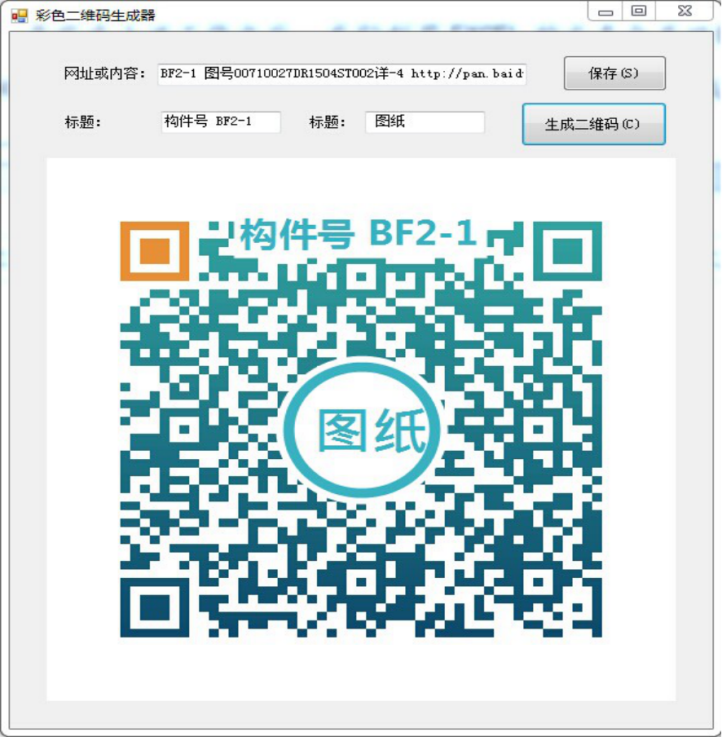 彩色二维码生成器
网址或内容: BF2-1 图号00710027DR1504ST002详-4 http://pan.baid 保存(S)
标题: 构件号 BF2-1 标题: 图纸 生成二维码(C)
构件号 BF2-1
图纸